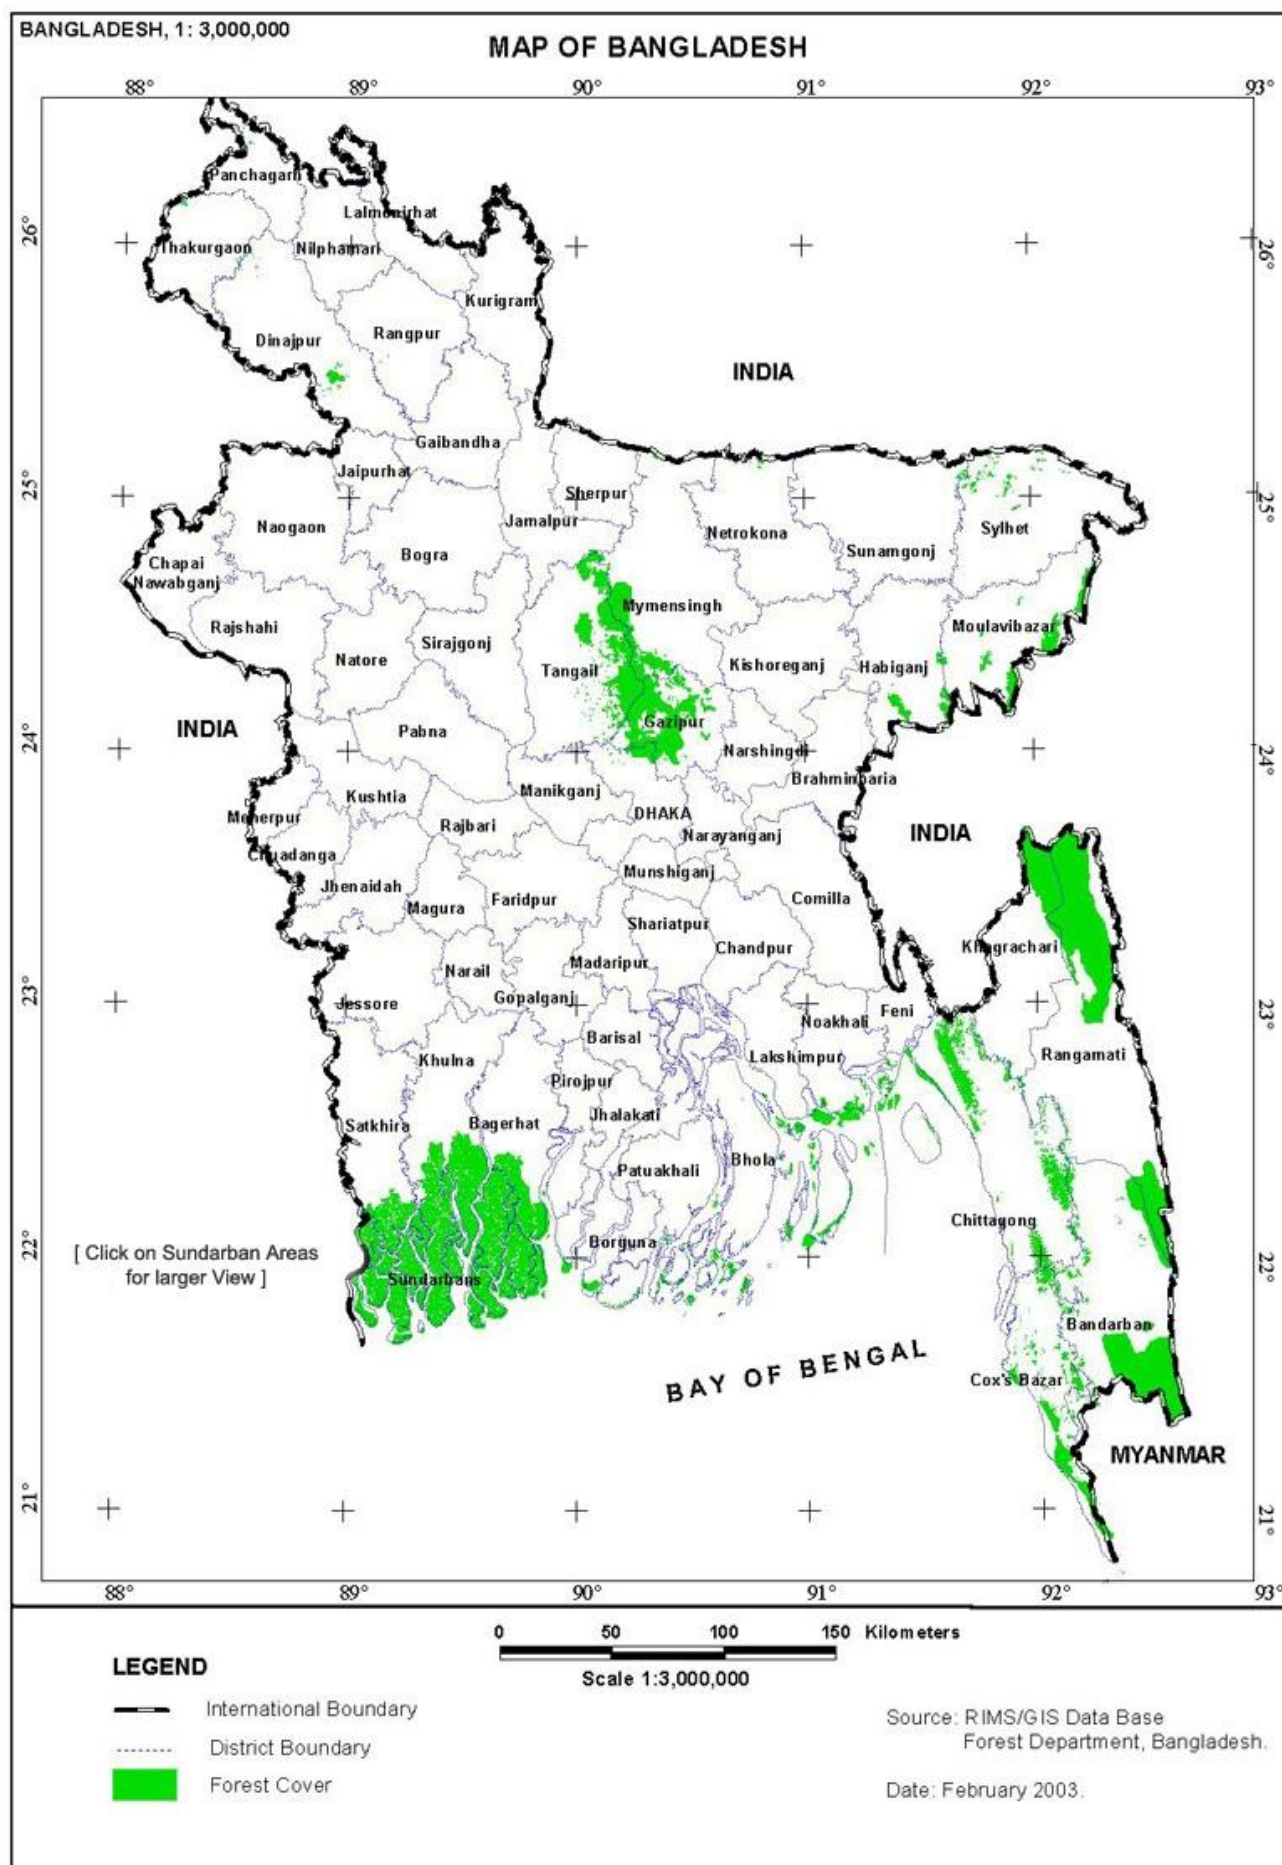 BANGLADESH, 1: 3,000,000
MAP OF BANGLADESH
88° 89° 90° 91° 92° 93°
26° 26°
25° 25°
24° 24°
23° 23°
22° 22°
21° 21°
Panchagarh
Lalmonirhat
Thakurgaon
Nilphamari
Kurigram
Rangpur
Dinajpur
INDIA
Gaibandha
Jaipurhat
Sherpur
Jamalpur
Naogaon
Netrokona
Sylhet
Sunamgonj
Bogra
Chapai
Nawabganj
Mymensingh
Rajshahi
Moulavibazar
Sirajgonj
Natore
Tangail
Kishoreganj
Habiganj
INDIA
Pabna
Gazipur
Narshingdi
Brahminbaria
Manikganj
Kushtia
Meherpur
DHAKA
Rajbari
Narayanganj
INDIA
Chuadanga
Munshiganj
Jhenaidah
Magura
Faridpur
Comilla
Shariatpur
Chandpur
Khagrachari
Madaripur
Narail
Gopalganj
Jessore
Feni
Noakhali
Barisal
Lakshimpur
Rangamati
Khulna
Pirojpur
Jhalakati
Satkhira
Bagerhat
Bhola
Patuakhali
Chittagong
Borguna
[ Click on Sundarban Areas
for larger View ]
Sundarbans
Bandarban
BAY OF BENGAL
Cox's Bazar
MYANMAR
88° 89° 90° 91° 92° 93°
0 50 100 150 Kilometers
Scale 1:3,000,000
LEGEND
International Boundary
District Boundary
Forest Cover
Source: RIMS/GIS Data Base
Forest Department, Bangladesh.
Date: February 2003.